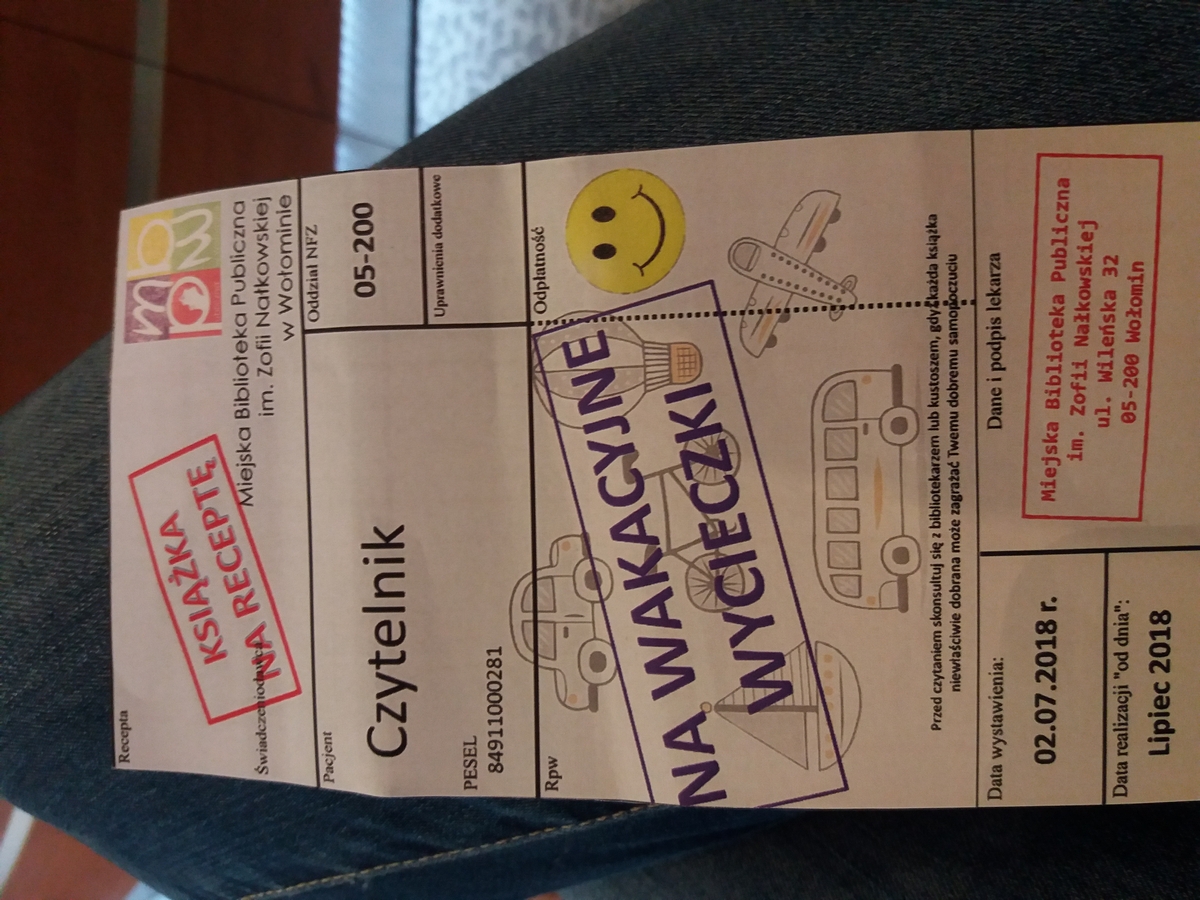 Recepta
mbp
w
KSIĄŻKA
NA RECEPTĘ
Miejska Biblioteka Publiczna
im. Zofii Nałkowskiej
w Wołominie
Świadczeniodawca
Pacjent
Oddział NFZ
05-200
Czytelnik
Uprawnienia dodatkowe
PESEL
84911000281
Rpw
Odpłatność
NA WAKACYJNE
WYCIECZKI
Przed czytaniem skonsultuj się z bibliotekarzem lub kustoszem, gdyż każda książka
niewłaściwie dobrana może zagrażać Twemu dobremu samopoczuciu
Data wystawienia:
02.07.2018 r.
Data realizacji "od dnia":
Lipiec 2018
Dane i podpis lekarza
Miejska Biblioteka Publiczna
im. Zofii Nałkowskiej
ul. Wileńska 32
05-200 Wołomin